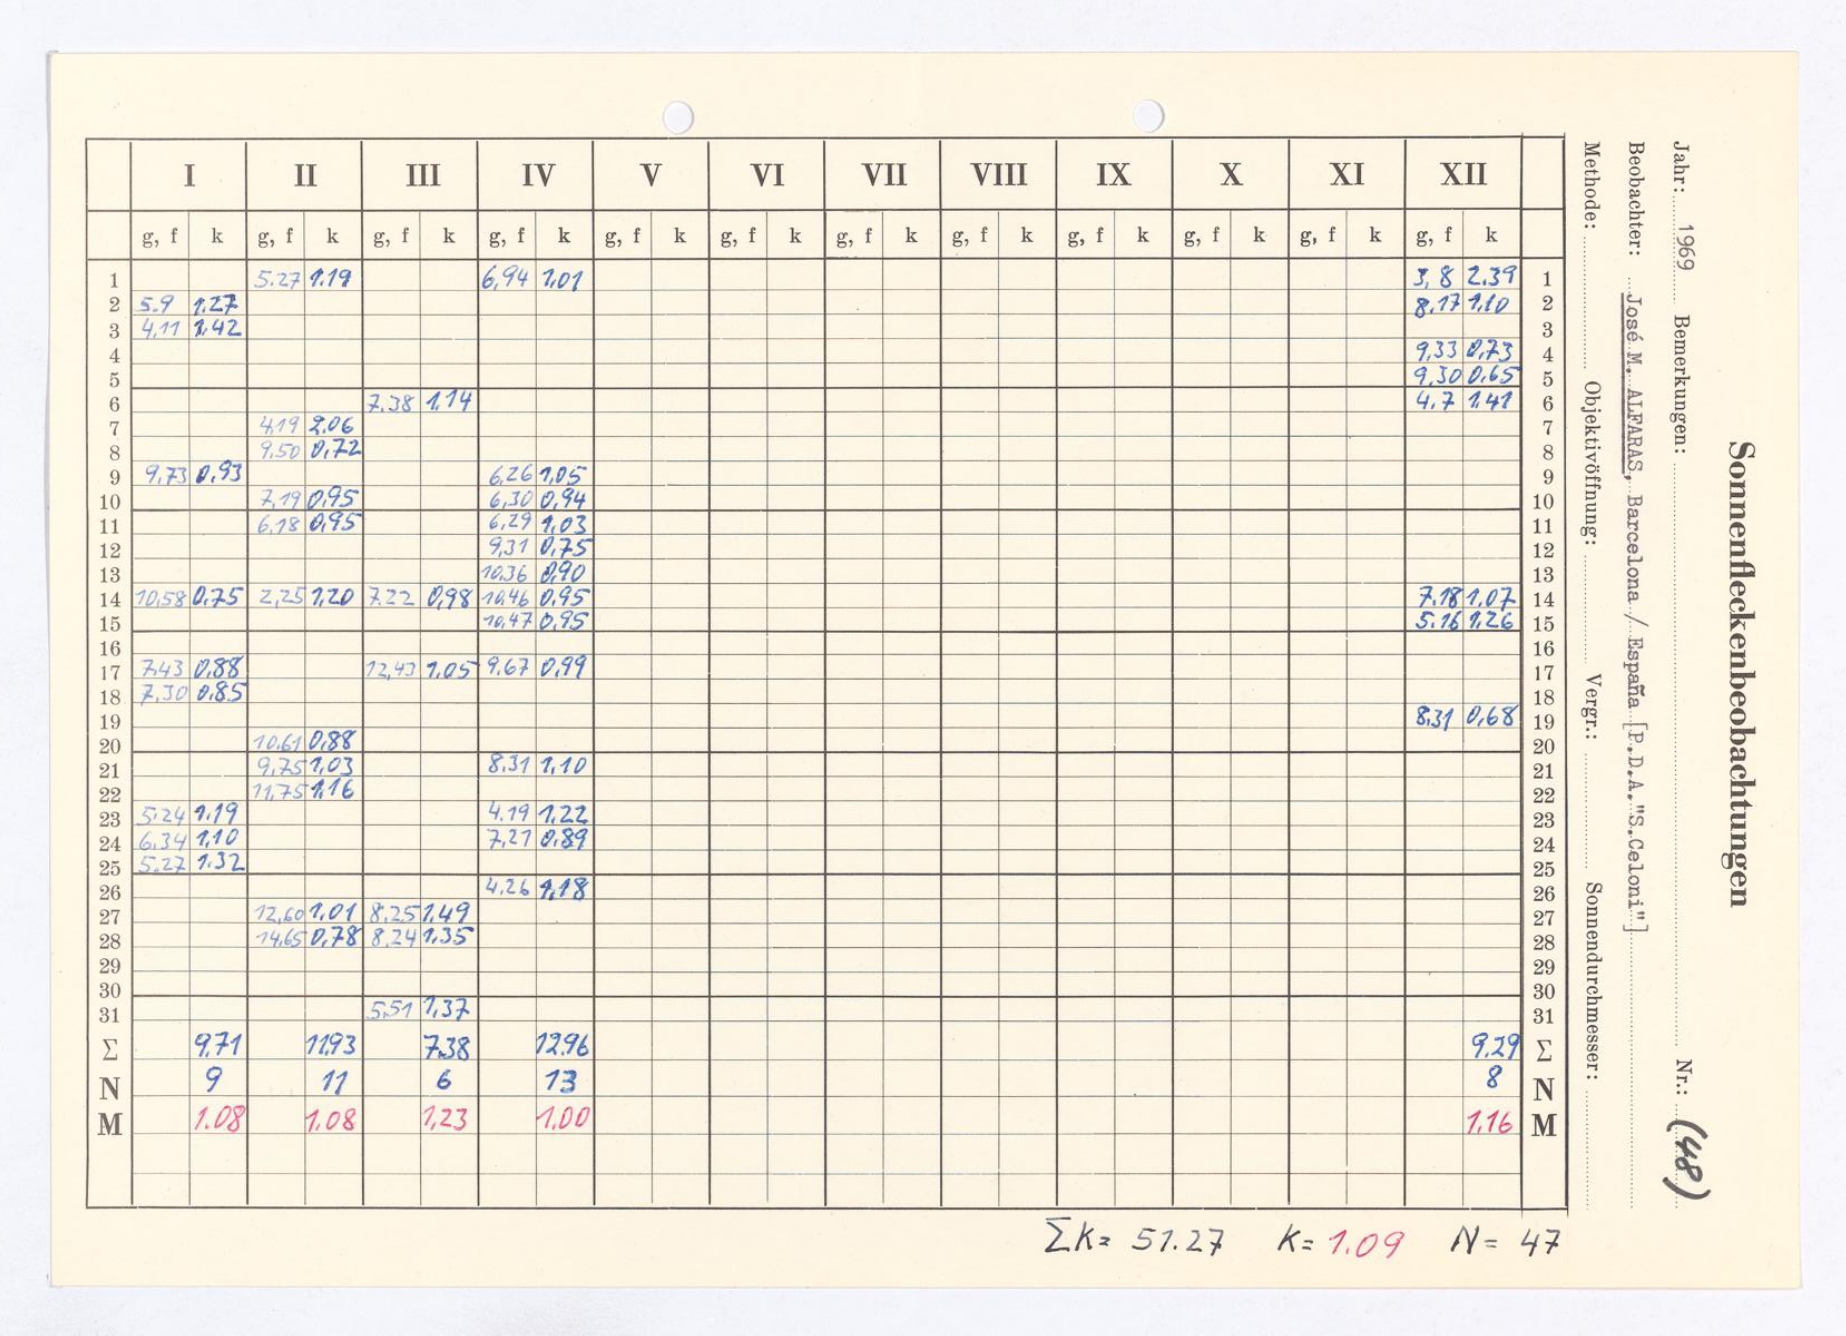 Sonnenfleckenbeobachtungen
Jahr: 1969 Bemerkungen: Nr.: (48)
Beobachter: José M. ALFARAS, Barcelona / España [P.D.A. "S.Celoni"]
Methode: Objektivöffnung: Vergr.: Sonnendurchmesser:
I II III IV V VI VII VIII IX X XI XII
g, f k g, f k g, f k g, f k g, f k g, f k g, f k g, f k g, f k g, f k g, f k g, f k
1 5.27 1.19 6,94 1,01 3,8 2.39 1
2 5.9 1.27 8.17 1,10 2
3 4,11 1,42 3
4 9,33 0,73 4
5 9,30 0,65 5
6 7.38 1,14 4.7 1,41 6
7 4,19 2.06 7
8 9,50 0,72 8
9 9,73 0,93 6,26 1,05 9
10 7,19 0,95 6,30 0,94 10
11 6,18 0,95 6,29 1,03 11
12 9,31 0,75 12
13 10.36 0,90 13
14 10,58 0,75 2,25 1,20 7.22 0,98 10.46 0,95 7.18 1,07 14
15 10,47 0,95 5.16 1,26 15
16 16
17 7,43 0,88 12,43 1,05 9.67 0,99 17
18 7,30 0,85 18
19 8,31 0,68 19
20 10.61 0,88 20
21 9,75 1,03 8.31 1,10 21
22 11,75 1,16 22
23 5.24 1.19 4.19 1,22 23
24 6,34 1,10 7,21 0,89 24
25 5.27 1.32 25
26 4.26 1,18 26
27 12,60 1,01 8.25 1,49 27
28 14,65 0,78 8,24 1,35 28
29 29
30 30
31 5,51 1,37 31
Σ 9,71 11,93 7,38 12.96 9.29 Σ
N 9 11 6 13 8 N
M 1.08 1.08 1,23 1.00 1,16 M
Σk= 51.27 k= 1.09 N= 47